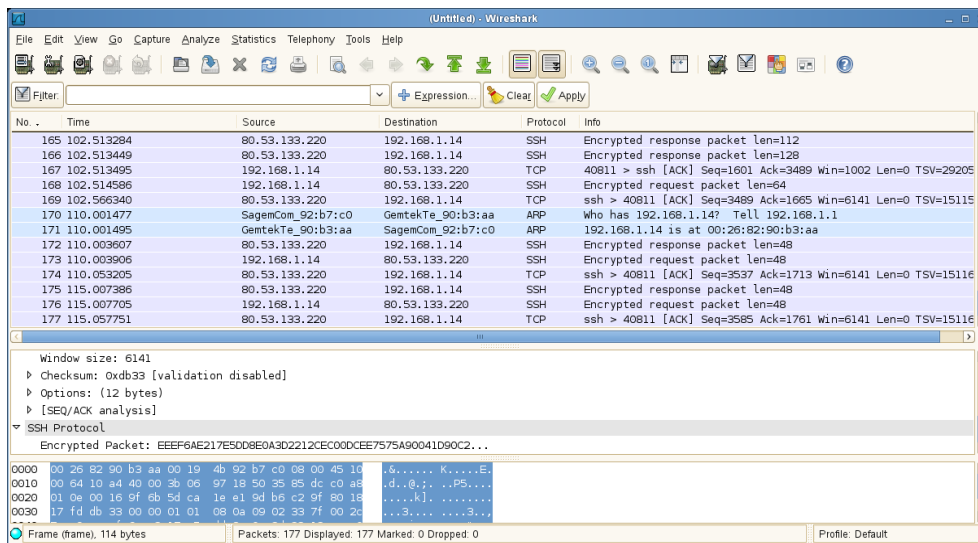 (Untitled) - Wireshark
File Edit View Go Capture Analyze Statistics Telephony Tools Help
Filter: Expression... Clear Apply
No. . Time Source Destination Protocol Info
165 102.513284 80.53.133.220 192.168.1.14 SSH Encrypted response packet len=112
166 102.513449 80.53.133.220 192.168.1.14 SSH Encrypted response packet len=128
167 102.513495 192.168.1.14 80.53.133.220 TCP 40811 > ssh [ACK] Seq=1601 Ack=3489 Win=1002 Len=0 TSV=29205
168 102.514586 192.168.1.14 80.53.133.220 SSH Encrypted request packet len=64
169 102.566340 80.53.133.220 192.168.1.14 TCP ssh > 40811 [ACK] Seq=3489 Ack=1665 Win=6141 Len=0 TSV=15115
170 110.001477 SagemCom_92:b7:c0 GemtekTe_90:b3:aa ARP Who has 192.168.1.14? Tell 192.168.1.1
171 110.001495 GemtekTe_90:b3:aa SagemCom_92:b7:c0 ARP 192.168.1.14 is at 00:26:82:90:b3:aa
172 110.003607 80.53.133.220 192.168.1.14 SSH Encrypted response packet len=48
173 110.003906 192.168.1.14 80.53.133.220 SSH Encrypted request packet len=48
174 110.053205 80.53.133.220 192.168.1.14 TCP ssh > 40811 [ACK] Seq=3537 Ack=1713 Win=6141 Len=0 TSV=15116
175 115.007386 80.53.133.220 192.168.1.14 SSH Encrypted response packet len=48
176 115.007705 192.168.1.14 80.53.133.220 SSH Encrypted request packet len=48
177 115.057751 80.53.133.220 192.168.1.14 TCP ssh > 40811 [ACK] Seq=3585 Ack=1761 Win=6141 Len=0 TSV=15116
Window size: 6141
Checksum: 0xdb33 [validation disabled]
Options: (12 bytes)
[SEQ/ACK analysis]
SSH Protocol
Encrypted Packet: EEEF6AE217E5DD8E0A3D2212CEC00DCEE7575A90041D90C2...
0000 00 26 82 90 b3 aa 00 19 4b 92 b7 c0 08 00 45 10 .&...... K.....E.
0010 00 64 10 a4 40 00 3b 06 97 18 50 35 85 dc c0 a8 .d..@.;. ..P5....
0020 01 0e 00 16 9f 6b 5d ca 1e e1 9d b6 c2 9f 80 18 .....k]. ........
0030 17 fd db 33 00 00 01 01 08 0a 09 02 33 7f 00 2c ...3.... ....3..,
Frame (frame), 114 bytes Packets: 177 Displayed: 177 Marked: 0 Dropped: 0 Profile: Default